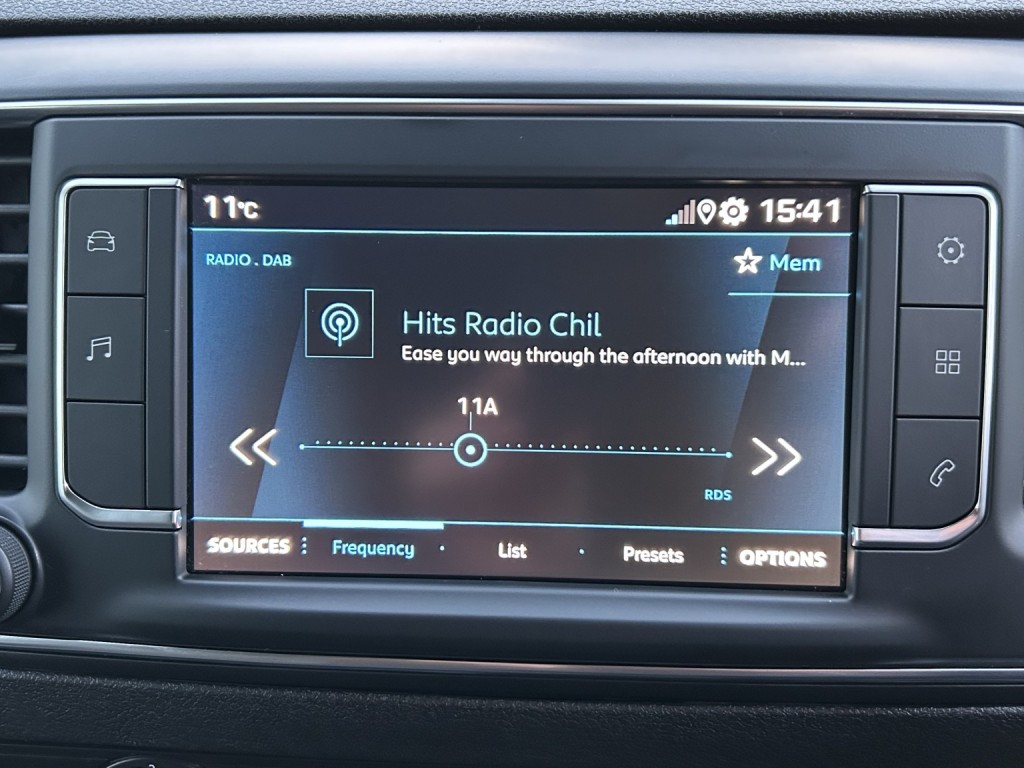 11°C 15:41
RADIO . DAB
Mem
Hits Radio Chil
Ease you way through the afternoon with M...
11A
RDS
SOURCES Frequency List Presets OPTIONS